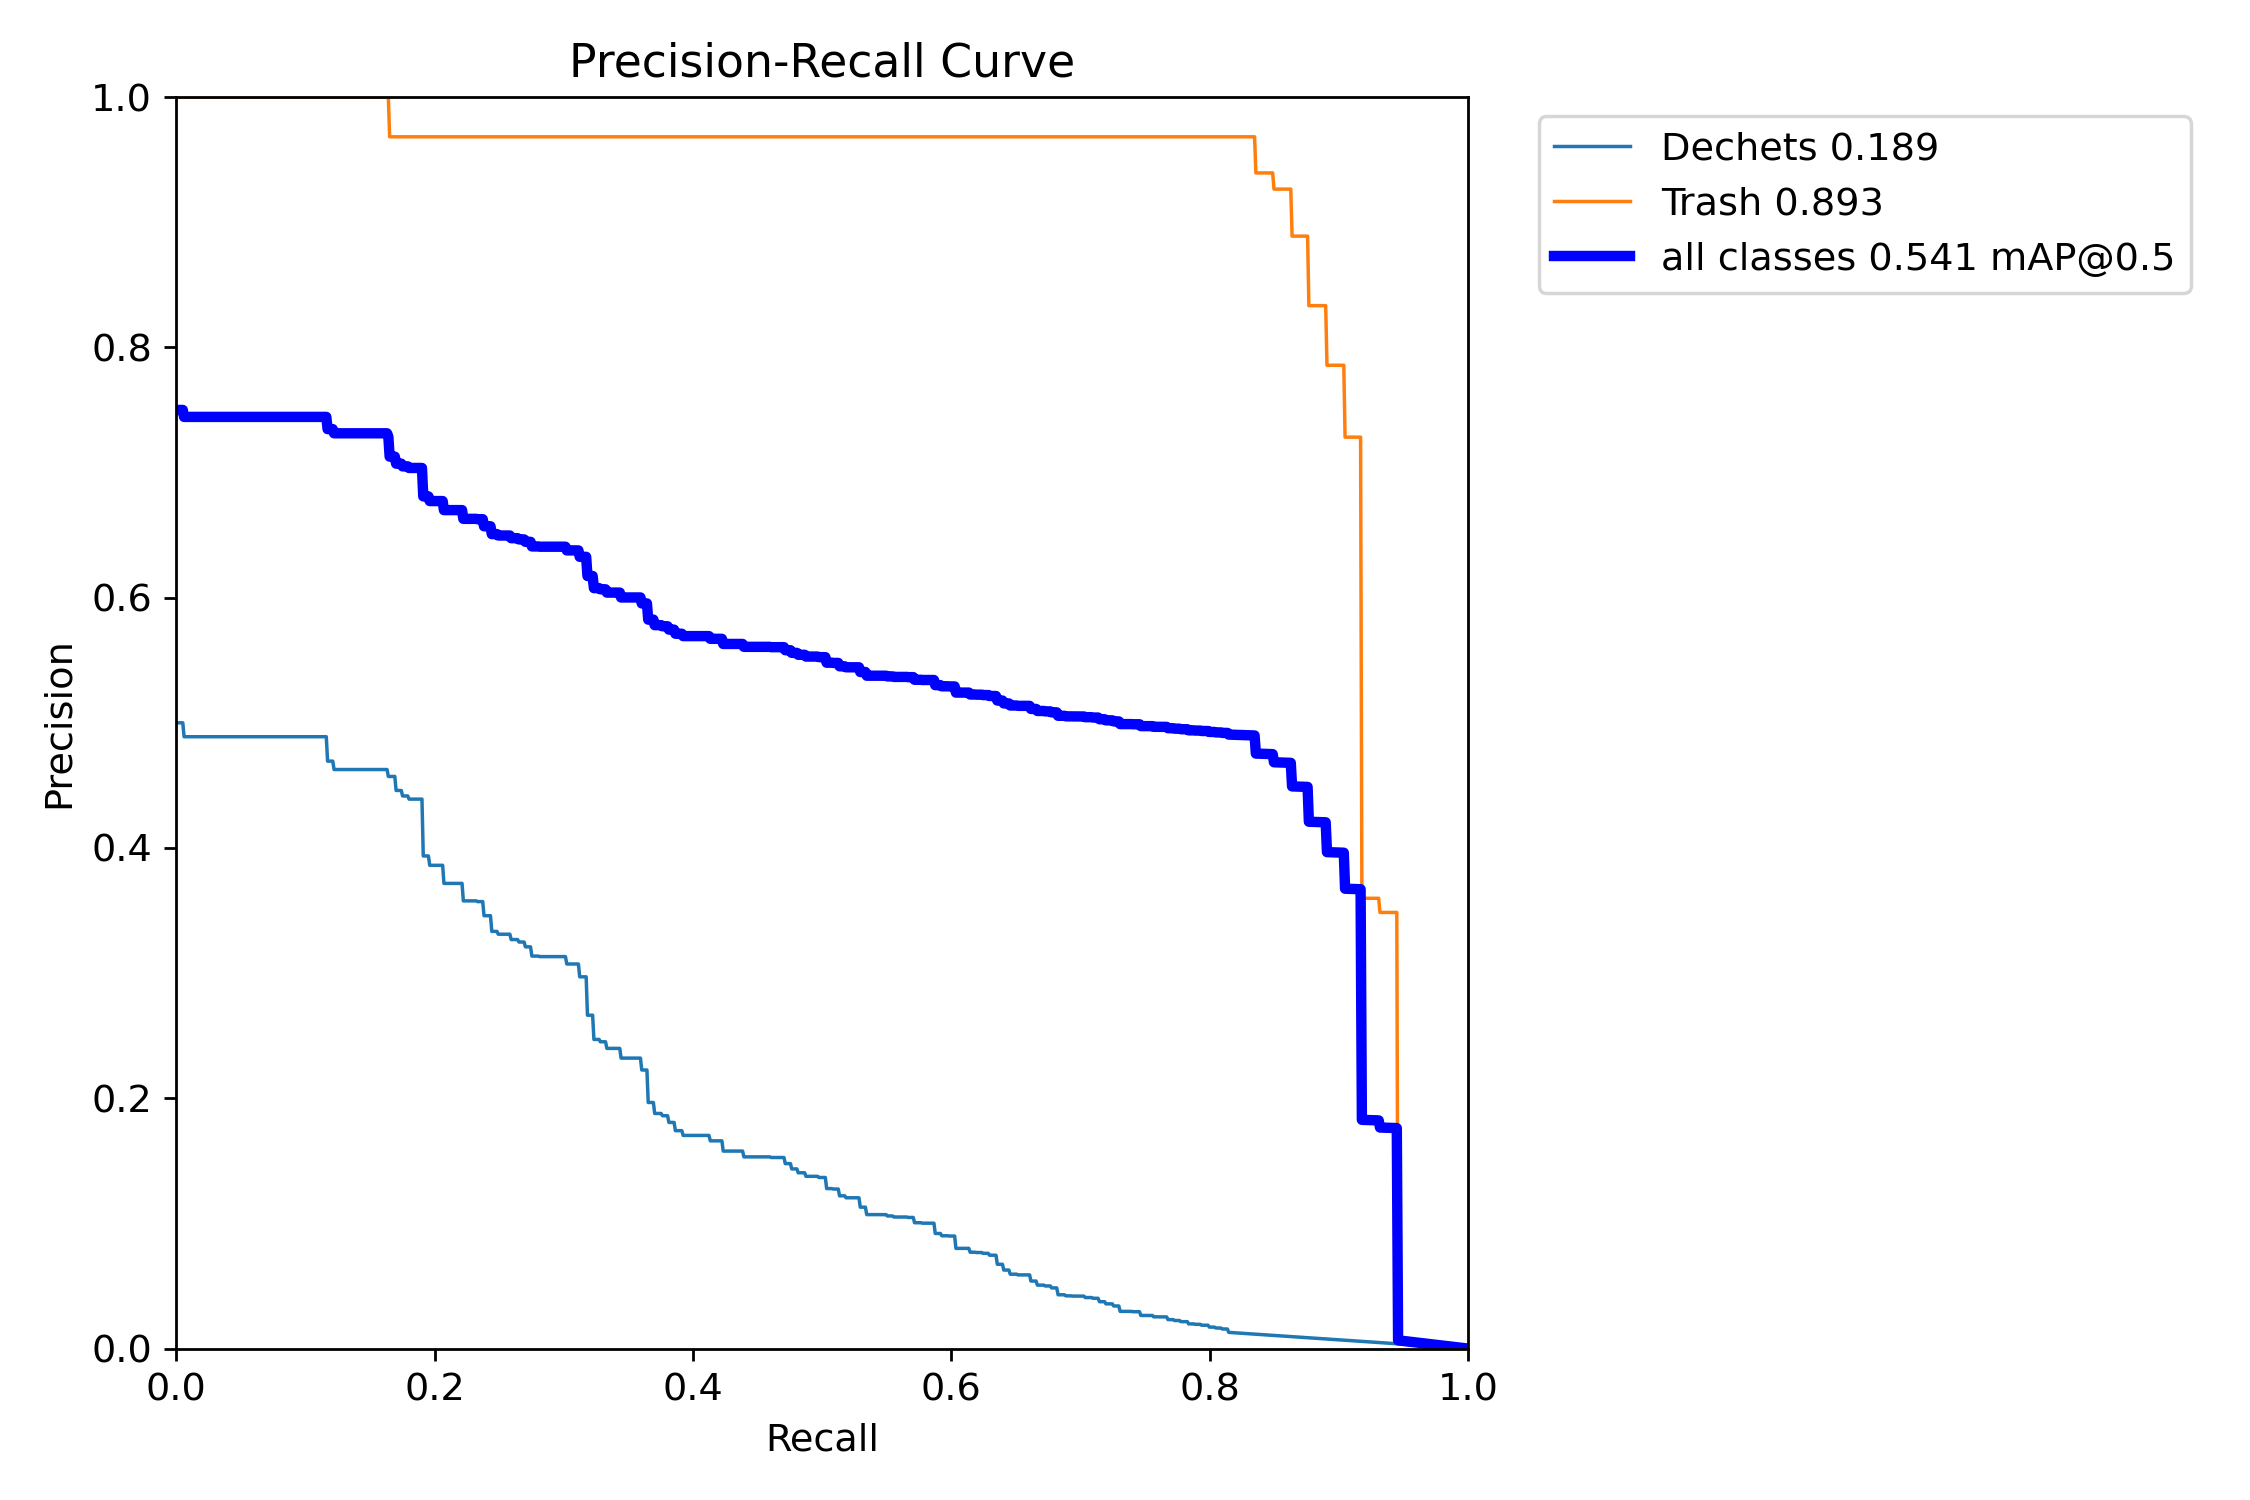 Precision-Recall Curve
1.0
0.8
0.6
0.4
0.2
0.0
Precision
0.0 0.2 0.4 0.6 0.8 1.0
Recall
Dechets 0.189
Trash 0.893
all classes 0.541 mAP@0.5